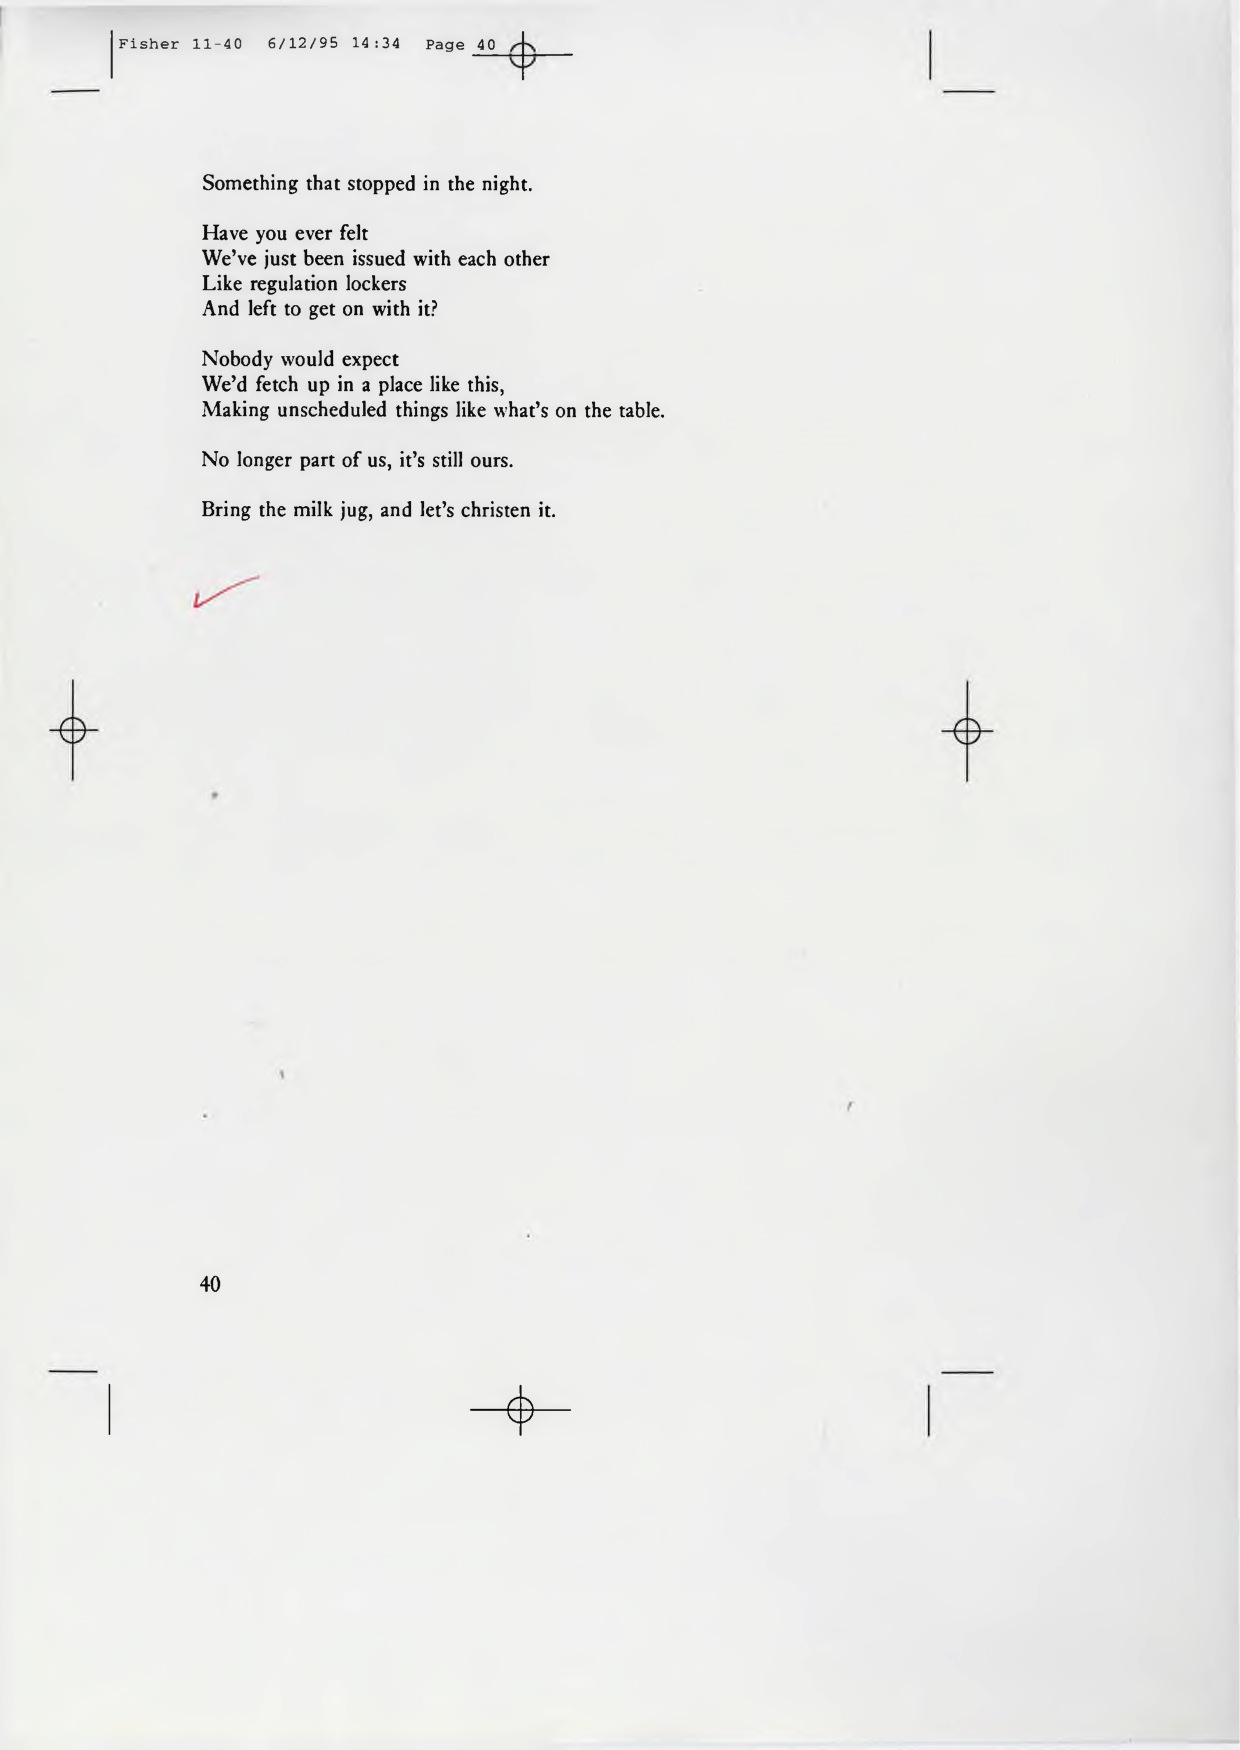 Fisher 11-40 6/12/95 14:34 Page 40
Something that stopped in the night.
Have you ever felt
We've just been issued with each other
Like regulation lockers
And left to get on with it?
Nobody would expect
We'd fetch up in a place like this,
Making unscheduled things like what's on the table.
No longer part of us, it's still ours.
Bring the milk jug, and let's christen it.
40